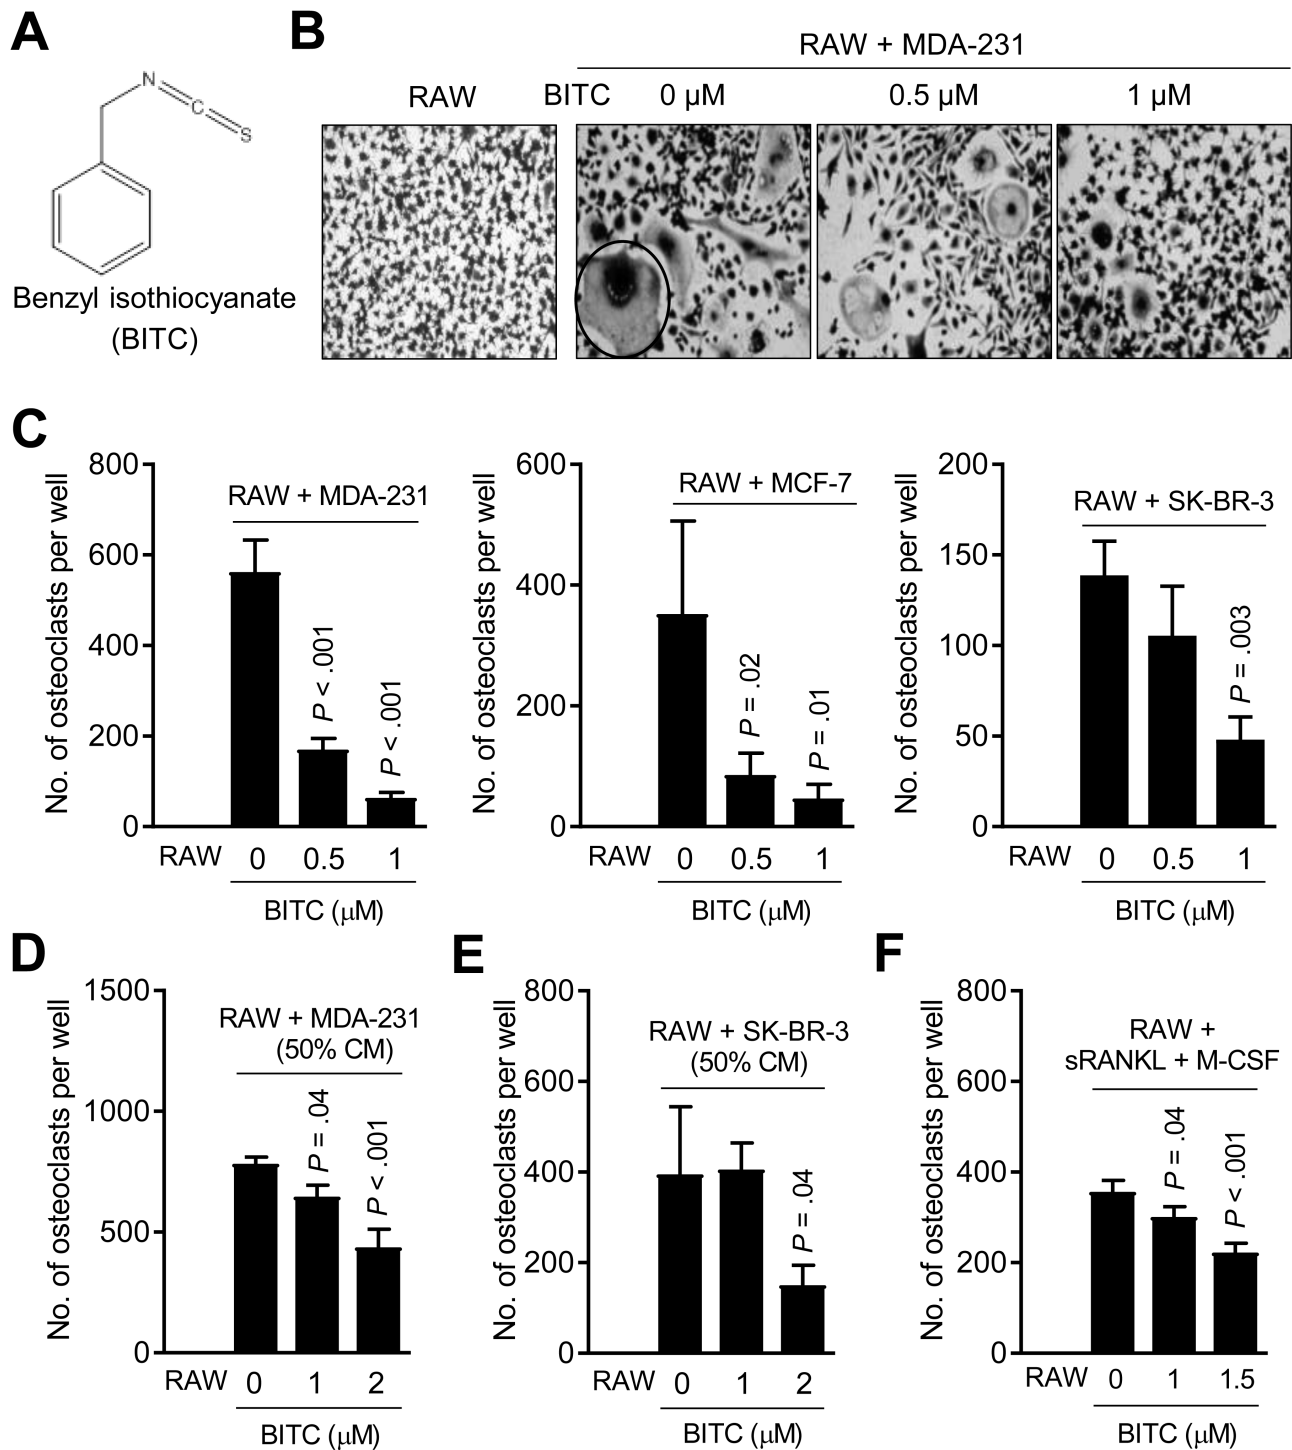 A
N
C
S
Benzyl isothiocyanate
(BITC)
B
RAW + MDA-231
RAW BITC 0 μM 0.5 μM 1 μM
C
No. of osteoclasts per well
800
600
400
200
0
RAW + MDA-231
P < .001
P < .001
RAW 0 0.5 1
BITC (μM)
No. of osteoclasts per well
600
400
200
0
RAW + MCF-7
P = .02
P = .01
RAW 0 0.5 1
BITC (μM)
No. of osteoclasts per well
200
150
100
50
0
RAW + SK-BR-3
P = .003
RAW 0 0.5 1
BITC (μM)
D
No. of osteoclasts per well
1500
1000
500
0
RAW + MDA-231
(50% CM)
P = .04
P < .001
RAW 0 1 2
BITC (μM)
E
No. of osteoclasts per well
800
600
400
200
0
RAW + SK-BR-3
(50% CM)
P = .04
RAW 0 1 2
BITC (μM)
F
No. of osteoclasts per well
800
600
400
200
0
RAW +
sRANKL + M-CSF
P = .04
P < .001
RAW 0 1 1.5
BITC (μM)